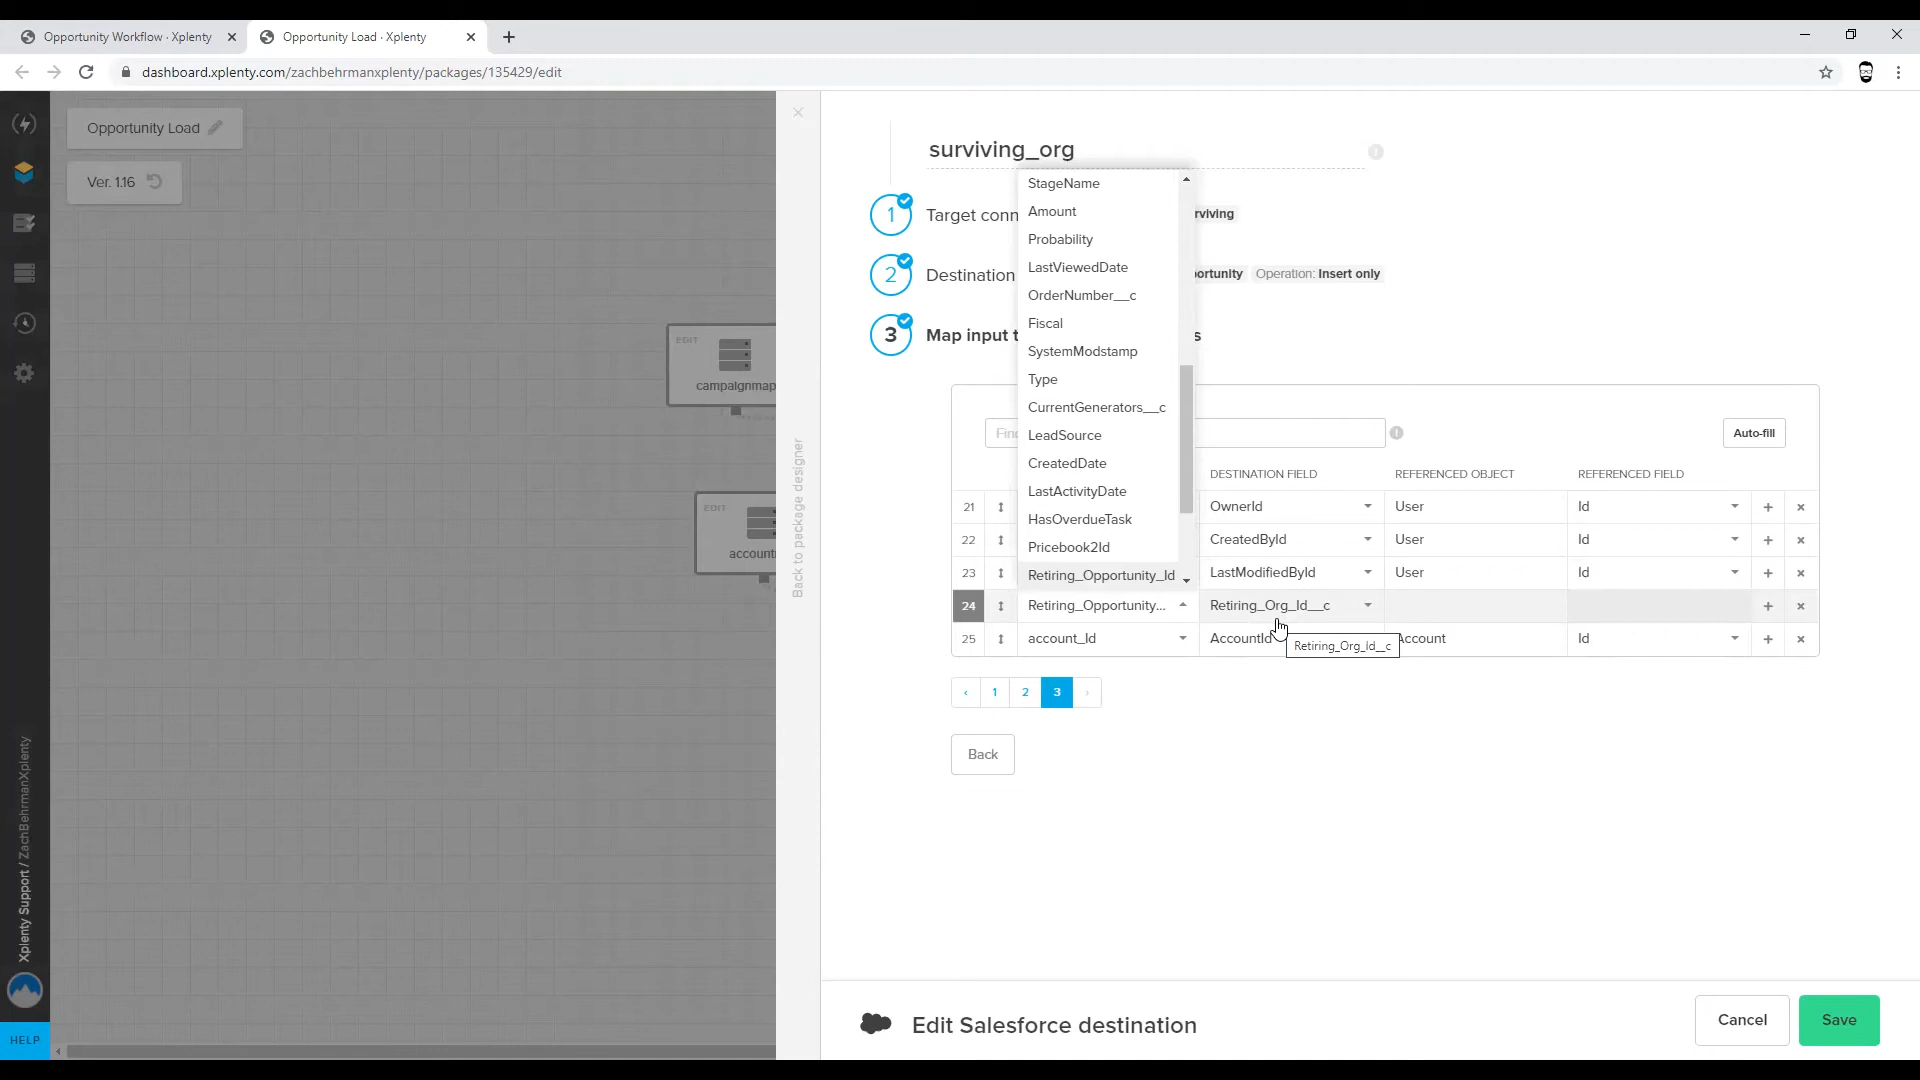 Opportunity Workflow · Xplenty
Opportunity Load · Xplenty
dashboard.xplenty.com/zachbehrmanxplenty/packages/135429/edit
Opportunity Load
Ver. 1.16
EDIT
campaignmap
EDIT
Back to package designer
Xplenty Support / ZachBehrmanXplenty
HELP
surviving_org
1 Target conn
rviving
2 Destination
portunity Operation: Insert only
3 Map input t
s
StageName
Amount
Probability
LastViewedDate
OrderNumber__c
Fiscal
SystemModstamp
Type
CurrentGenerators__c
LeadSource
CreatedDate
LastActivityDate
HasOverdueTask
Pricebook2Id
Retiring_Opportunity_Id
Auto-fill
DESTINATION FIELD REFERENCED OBJECT REFERENCED FIELD
21 OwnerId User Id
22 CreatedById User Id
23 LastModifiedById User Id
24 Retiring_Opportunity... Retiring_Org_Id__c
25 account_Id AccountId Account Id
Retiring_Org_Id__c
‹ 1 2 3 ›
Back
Edit Salesforce destination
Cancel
Save